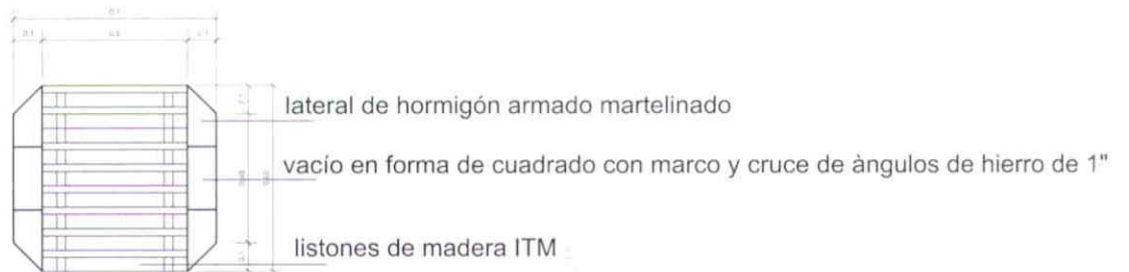 lateral de hormigón armado martelinado
vacío en forma de cuadrado con marco y cruce de àngulos de hierro de 1"
listones de madera ITM